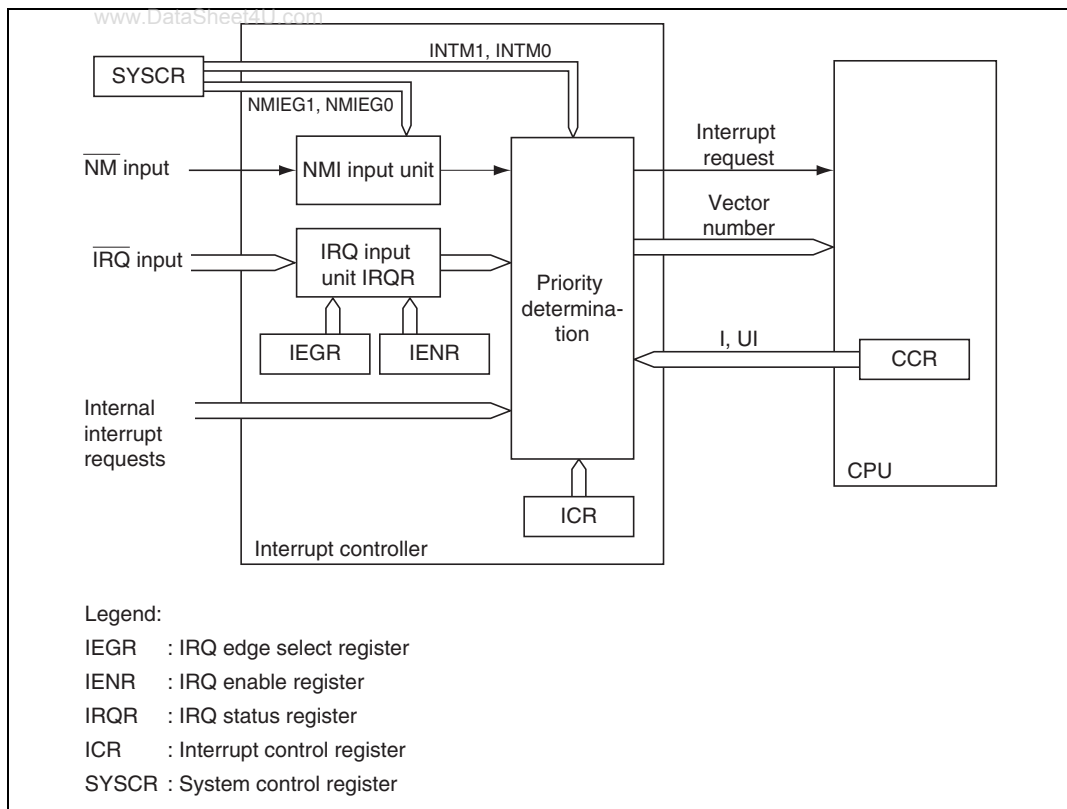 www.DataSheet4U.com
INTM1, INTM0
SYSCR
NMIEG1, NMIEG0
NM input
NMI input unit
Interrupt
request
Vector
number
IRQ input
IRQ input
unit IRQR
Priority
determina-
tion
IEGR
IENR
I, UI
CCR
Internal
interrupt
requests
CPU
ICR
Interrupt controller
Legend:
IEGR : IRQ edge select register
IENR : IRQ enable register
IRQR : IRQ status register
ICR : Interrupt control register
SYSCR : System control register